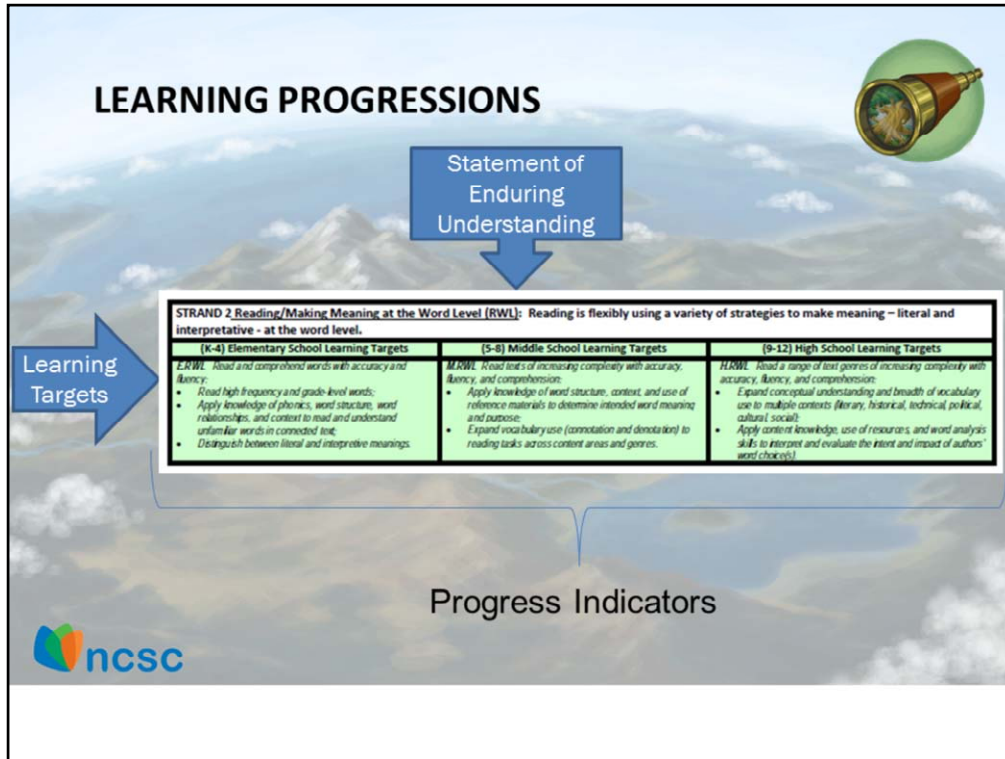 LEARNING PROGRESSIONS
Statement of
Enduring
Understanding
Learning
Targets
STRAND 2 Reading/Making Meaning at the Word Level (RWL): Reading is flexibly using a variety of strategies to make meaning – literal and
interpretative - at the word level.
(K-4) Elementary School Learning Targets
E.RWL Read and comprehend words with accuracy and
fluency:
• Read high frequency and grade-level words;
• Apply knowledge of phonics, word structure, word
relationships, and context to read and understand
unfamiliar words in connected text;
• Distinguish between literal and interpretive meanings.
(5-8) Middle School Learning Targets
M.RWL Read texts of increasing complexity with accuracy,
fluency, and comprehension:
• Apply knowledge of word structure, context, and use of
reference materials to determine intended word meaning
and purpose;
• Expand vocabulary use (connotation and denotation) to
reading tasks across content areas and genres.
(9-12) High School Learning Targets
H.RWL Read a range of text genres of increasing complexity with
accuracy, fluency, and comprehension:
• Expand conceptual understanding and breadth of vocabulary
use to multiple contexts (literary, historical, technical, political,
cultural, social);
• Apply content knowledge, use of resources, and word analysis
skills to interpret and evaluate the intent and impact of authors'
word choice(s).
Progress Indicators
ncsc